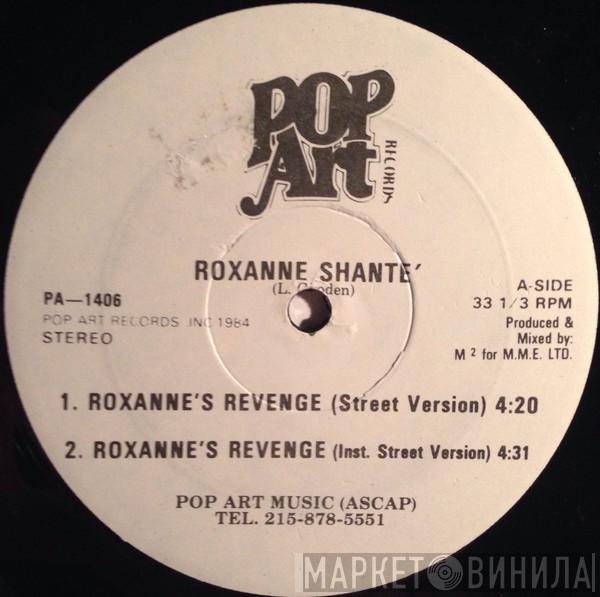 POP
Art
RECORDS
ROXANNE SHANTE'
(L. Gooden)
PA—1406
POP ART RECORDS INC 1984
STEREO
A-SIDE
33 1/3 RPM
Produced &
Mixed by:
M 2 for M.M.E. LTD.
1. ROXANNE'S REVENGE (Street Version) 4:20
2. ROXANNE'S REVENGE (Inst. Street Version) 4:31
POP ART MUSIC (ASCAP)
TEL. 215-878-5551
МАРКЕТ ВИНИЛА